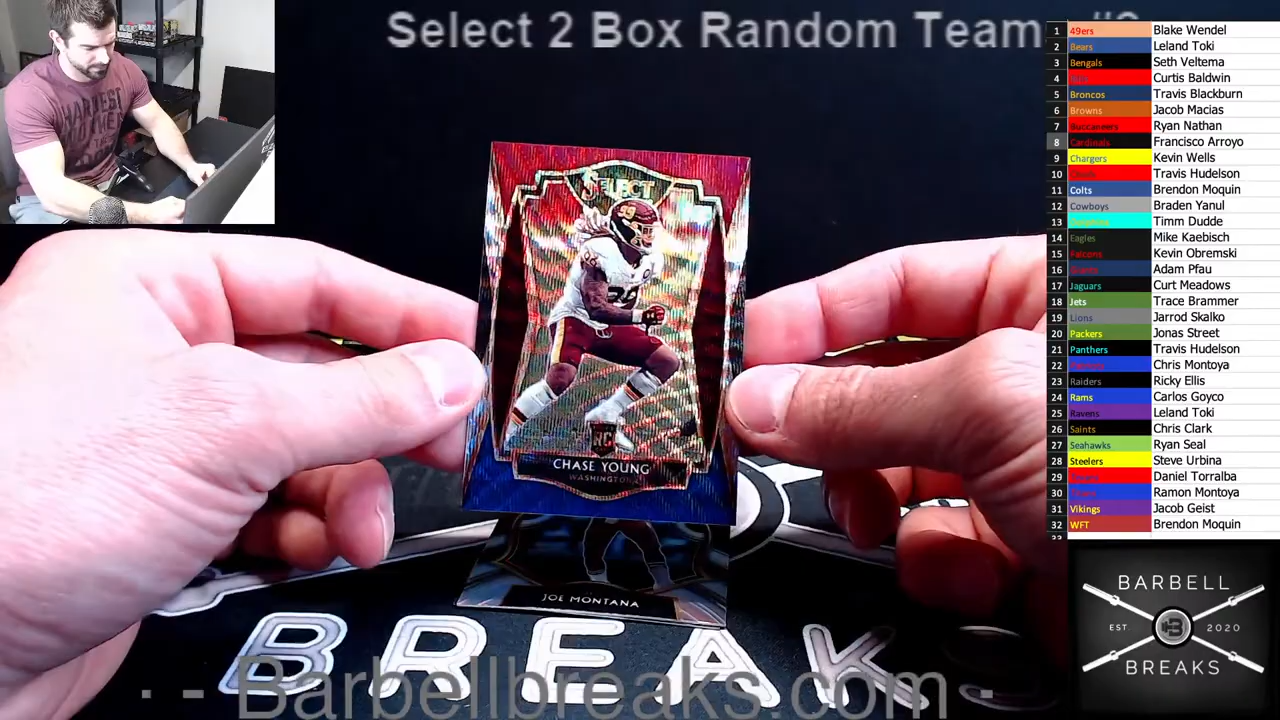 Select 2 Box Random Team
HARDEST
SELECT
RC
CHASE YOUNG
WASHINGTON
JOE MONTANA
BREAK
· - Barbellbreaks.com - ·
1 49ers Blake Wendel
2 Bears Leland Toki
3 Bengals Seth Veltema
4 Curtis Baldwin
5 Broncos Travis Blackburn
6 Browns Jacob Macias
7 Buccaneers Ryan Nathan
8 Cardinals Francisco Arroyo
9 Chargers Kevin Wells
10 Chiefs Travis Hudelson
11 Colts Brendon Moquin
12 Cowboys Braden Yanul
13 Timm Dudde
14 Eagles Mike Kaebisch
15 Falcons Kevin Obremski
16 Giants Adam Pfau
17 Jaguars Curt Meadows
18 Jets Trace Brammer
19 Lions Jarrod Skalko
20 Packers Jonas Street
21 Panthers Travis Hudelson
22 Chris Montoya
23 Raiders Ricky Ellis
24 Rams Carlos Goyco
25 Ravens Leland Toki
26 Saints Chris Clark
27 Seahawks Ryan Seal
28 Steelers Steve Urbina
29 Daniel Torralba
30 Ramon Montoya
31 Vikings Jacob Geist
32 WFT Brendon Moquin
BARBELL
EST. B 2020
BREAKS